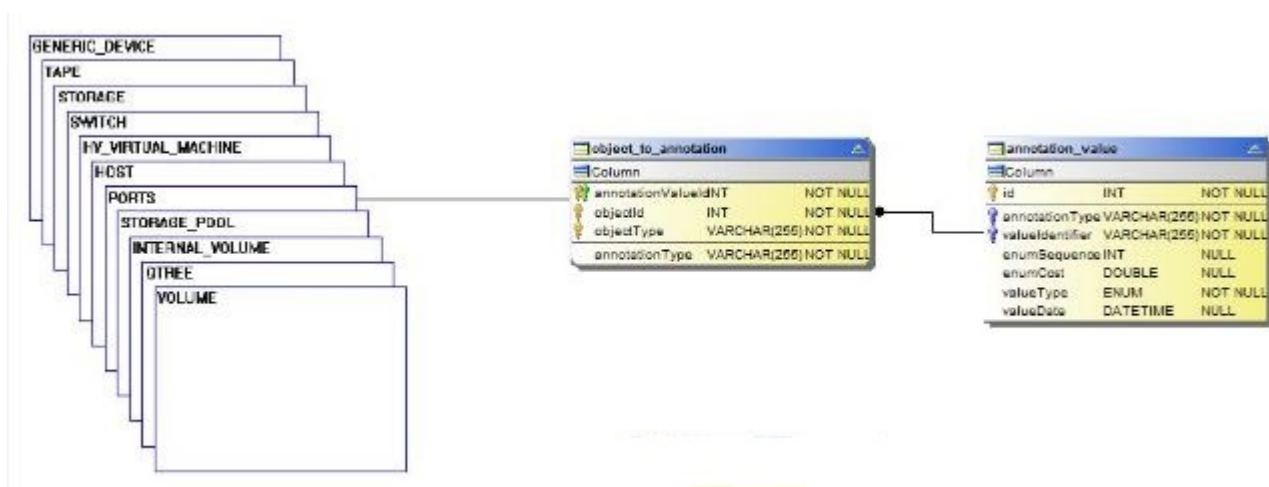 GENERIC_DEVICE
TAPE
STORAGE
SWITCH
HV_VIRTUAL_MACHINE
HOST
PORTS
STORAGE_POOL
INTERNAL_VOLUME
QTREE
VOLUME
object_to_annotation
Column
annotationValueId INT NOT NULL
objectId INT NOT NULL
objectType VARCHAR(255) NOT NULL
annotationType VARCHAR(255) NOT NULL
annotation_value
Column
id INT NOT NULL
annotationType VARCHAR(255) NOT NULL
valueIdentifier VARCHAR(255) NOT NULL
enumSequence INT NULL
enumCost DOUBLE NULL
valueType ENUM NOT NULL
valueDate DATETIME NULL